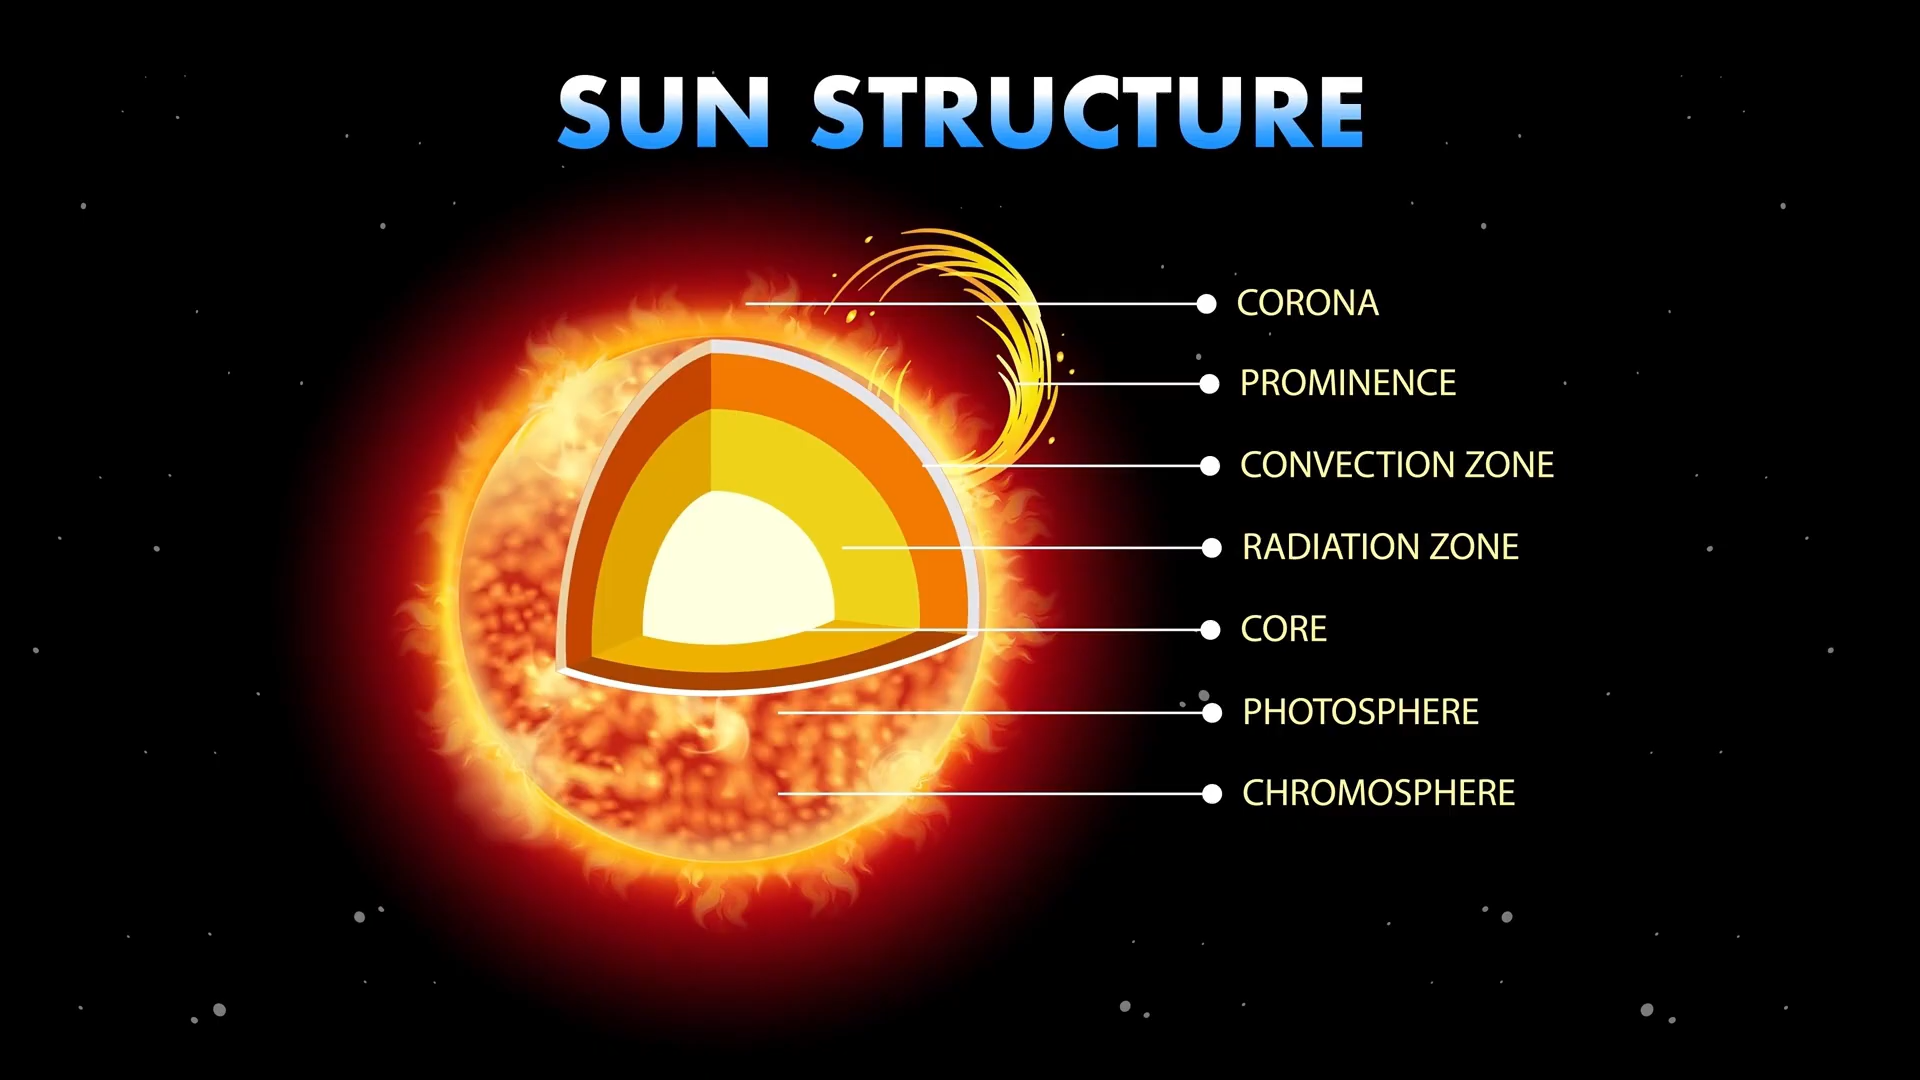 SUN STRUCTURE
CORONA
PROMINENCE
CONVECTION ZONE
RADIATION ZONE
CORE
PHOTOSPHERE
CHROMOSPHERE